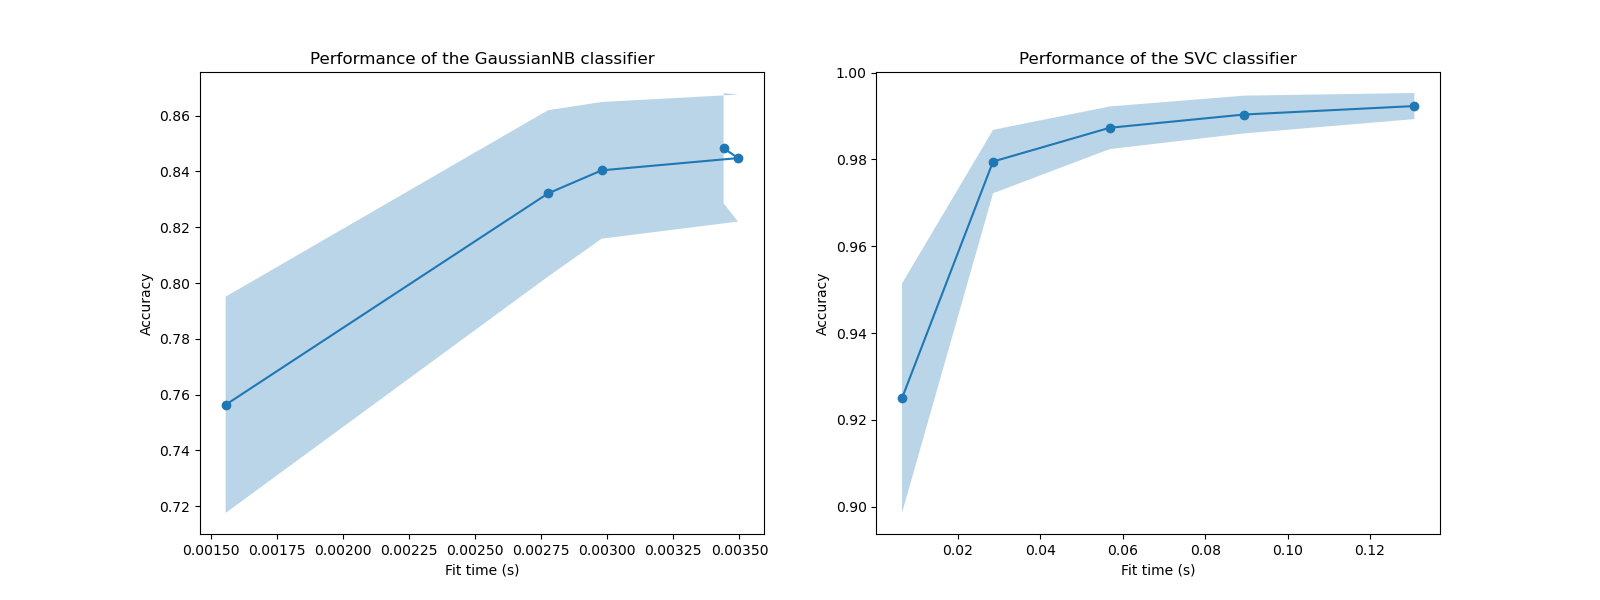 Performance of the GaussianNB classifier
0.86
0.84
0.82
0.80
0.78
0.76
0.74
0.72
Accuracy
0.00150 0.00175 0.00200 0.00225 0.00250 0.00275 0.00300 0.00325 0.00350
Fit time (s)
Performance of the SVC classifier
1.00
0.98
0.96
0.94
0.92
0.90
Accuracy
0.02 0.04 0.06 0.08 0.10 0.12
Fit time (s)